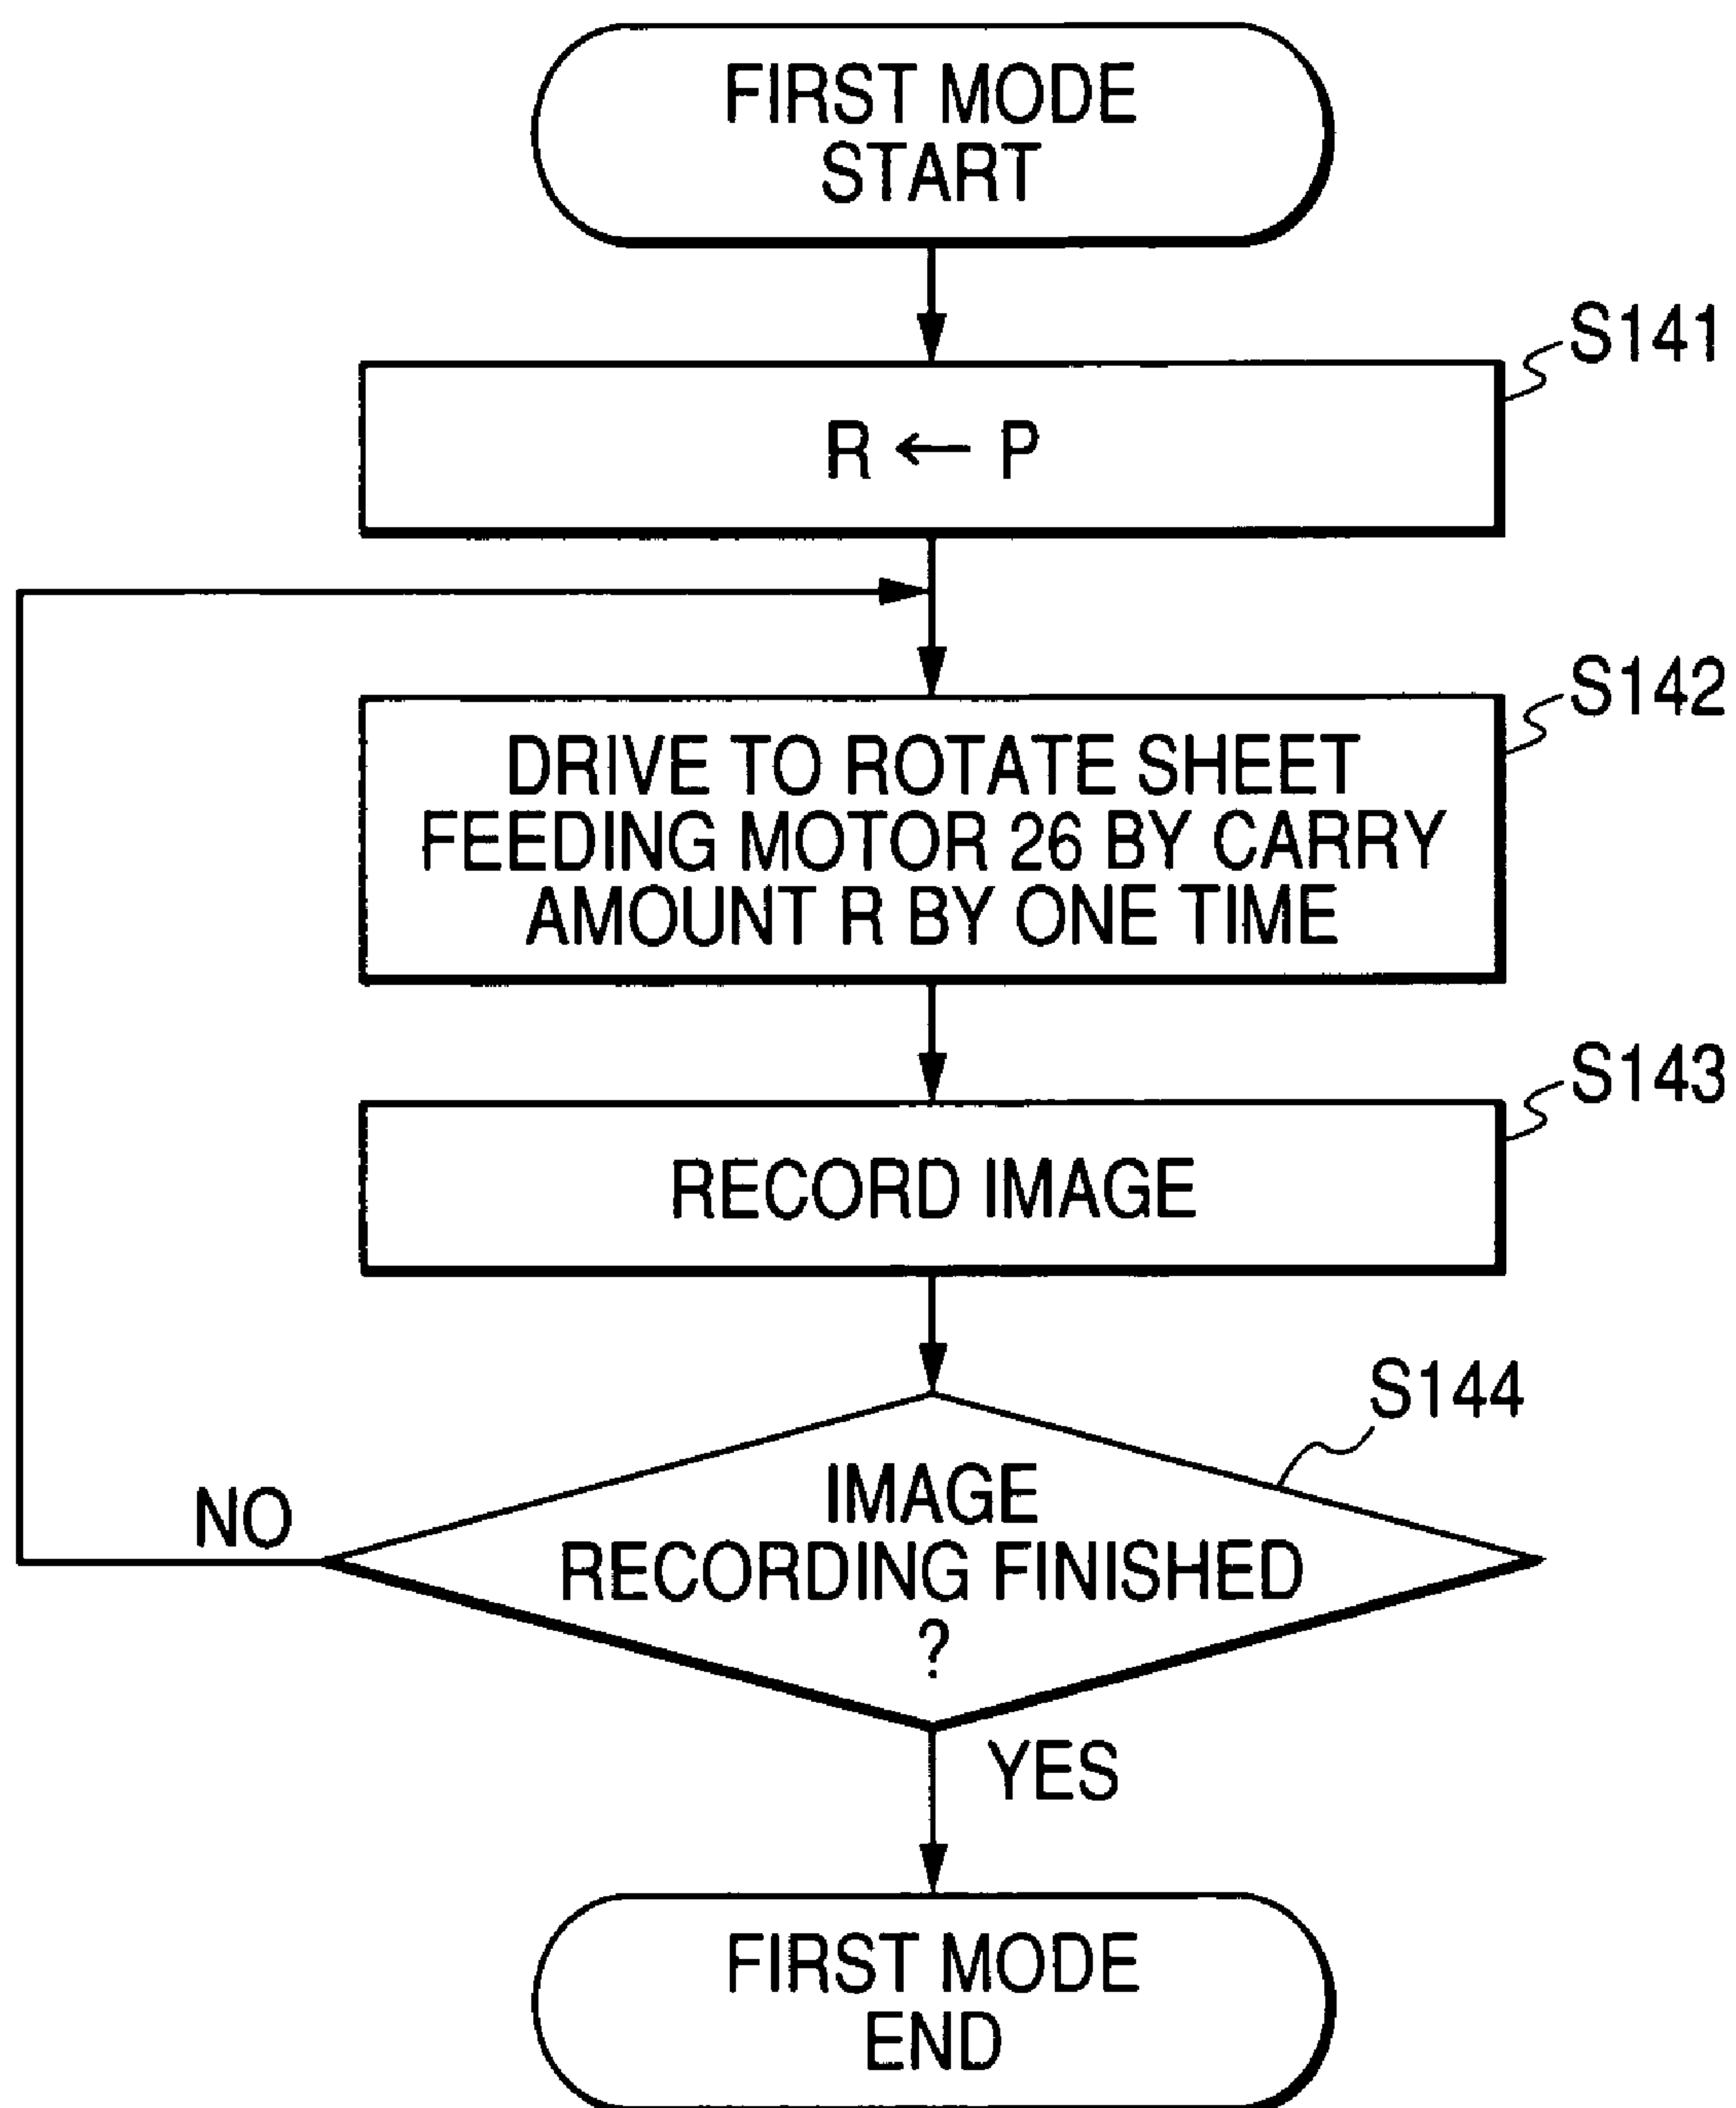 FIRST MODE
START
S141
R ← P
S142
DRIVE TO ROTATE SHEET
FEEDING MOTOR 26 BY CARRY
AMOUNT R BY ONE TIME
S143
RECORD IMAGE
S144
IMAGE
RECORDING FINISHED
?
NO
YES
FIRST MODE
END